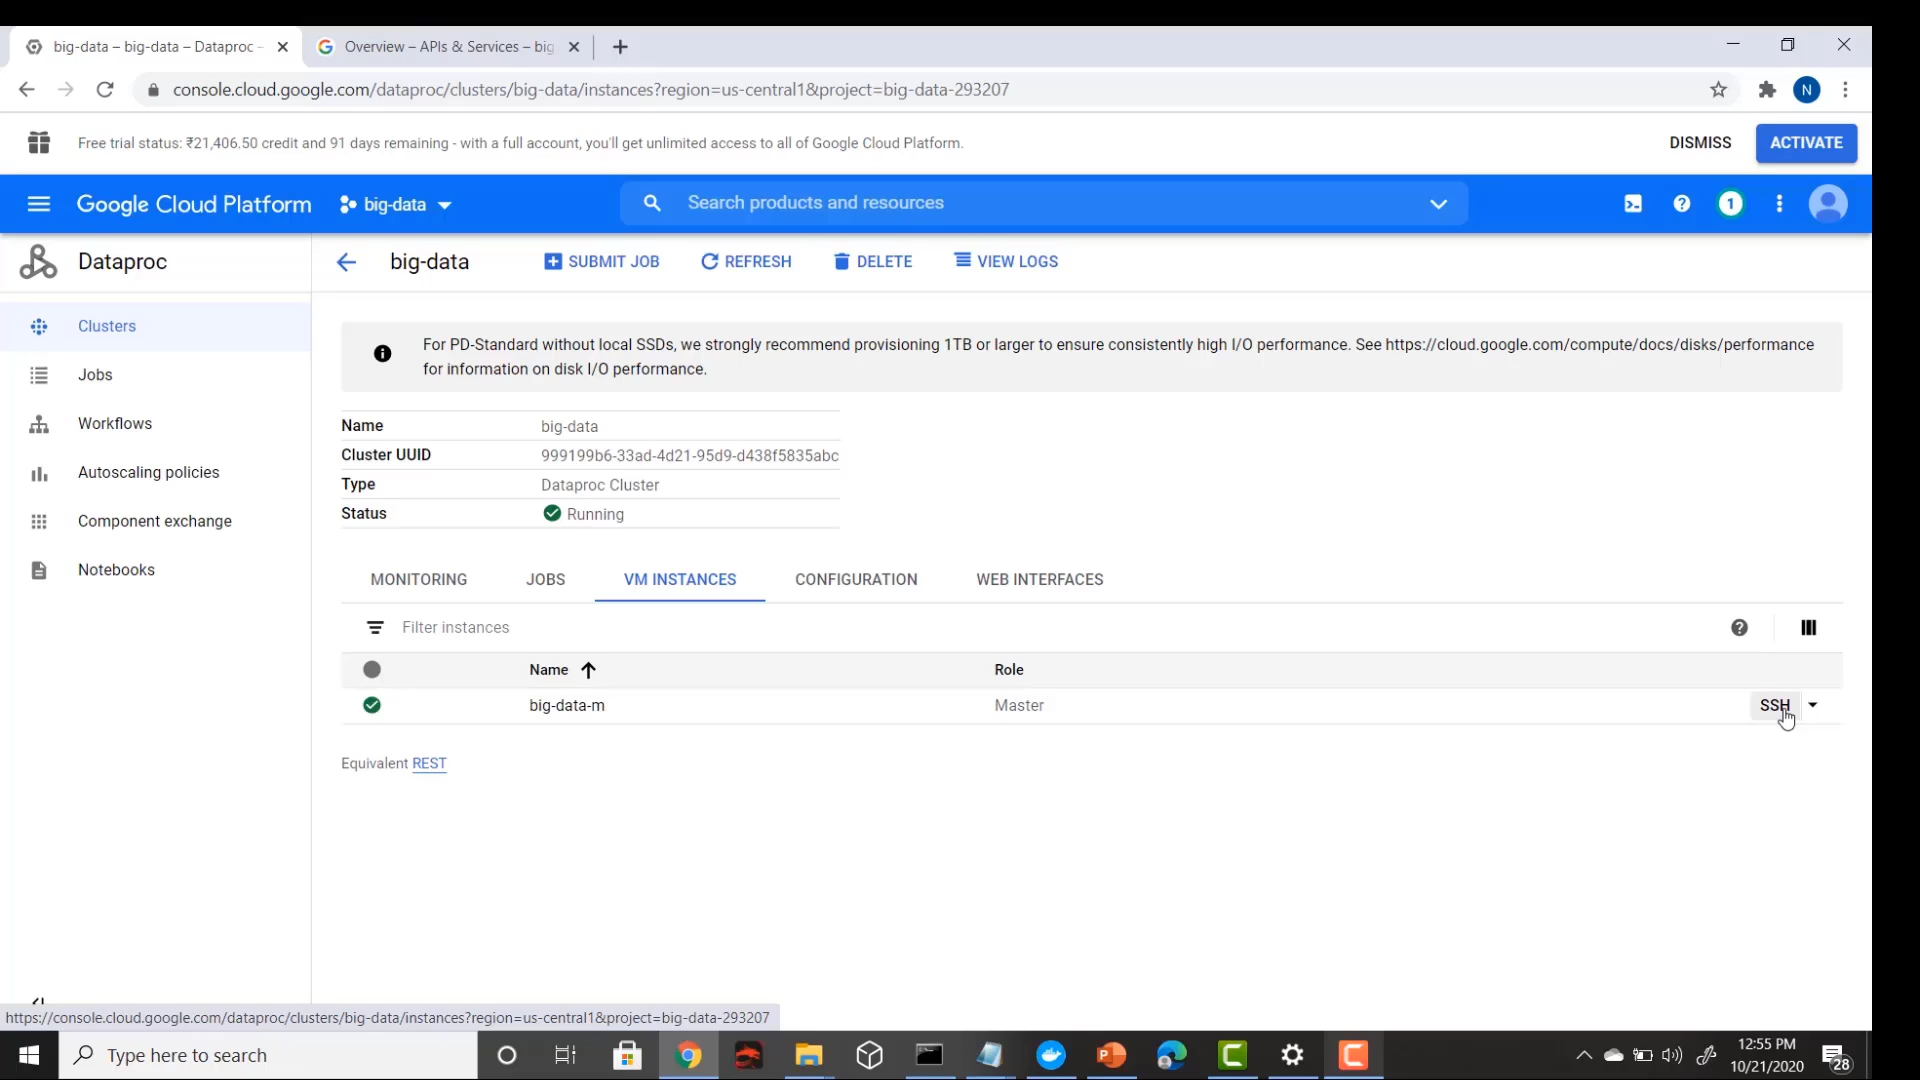 big-data – big-data – Dataproc –
Overview – APIs & Services – big
console.cloud.google.com/dataproc/clusters/big-data/instances?region=us-central1&project=big-data-293207
N
Free trial status: ₹21,406.50 credit and 91 days remaining - with a full account, you'll get unlimited access to all of Google Cloud Platform.
DISMISS
ACTIVATE
Google Cloud Platform
big-data
Search products and resources
1
Dataproc
big-data
SUBMIT JOB
REFRESH
DELETE
VIEW LOGS
Clusters
Jobs
Workflows
Autoscaling policies
Component exchange
Notebooks
For PD-Standard without local SSDs, we strongly recommend provisioning 1TB or larger to ensure consistently high I/O performance. See https://cloud.google.com/compute/docs/disks/performance
for information on disk I/O performance.
Name big-data
Cluster UUID 999199b6-33ad-4d21-95d9-d438f5835abc
Type Dataproc Cluster
Status Running
MONITORING
JOBS
VM INSTANCES
CONFIGURATION
WEB INTERFACES
Filter instances
Name Role
big-data-m Master SSH
Equivalent REST
https://console.cloud.google.com/dataproc/clusters/big-data/instances?region=us-central1&project=big-data-293207
Type here to search
12:55 PM
10/21/2020
28